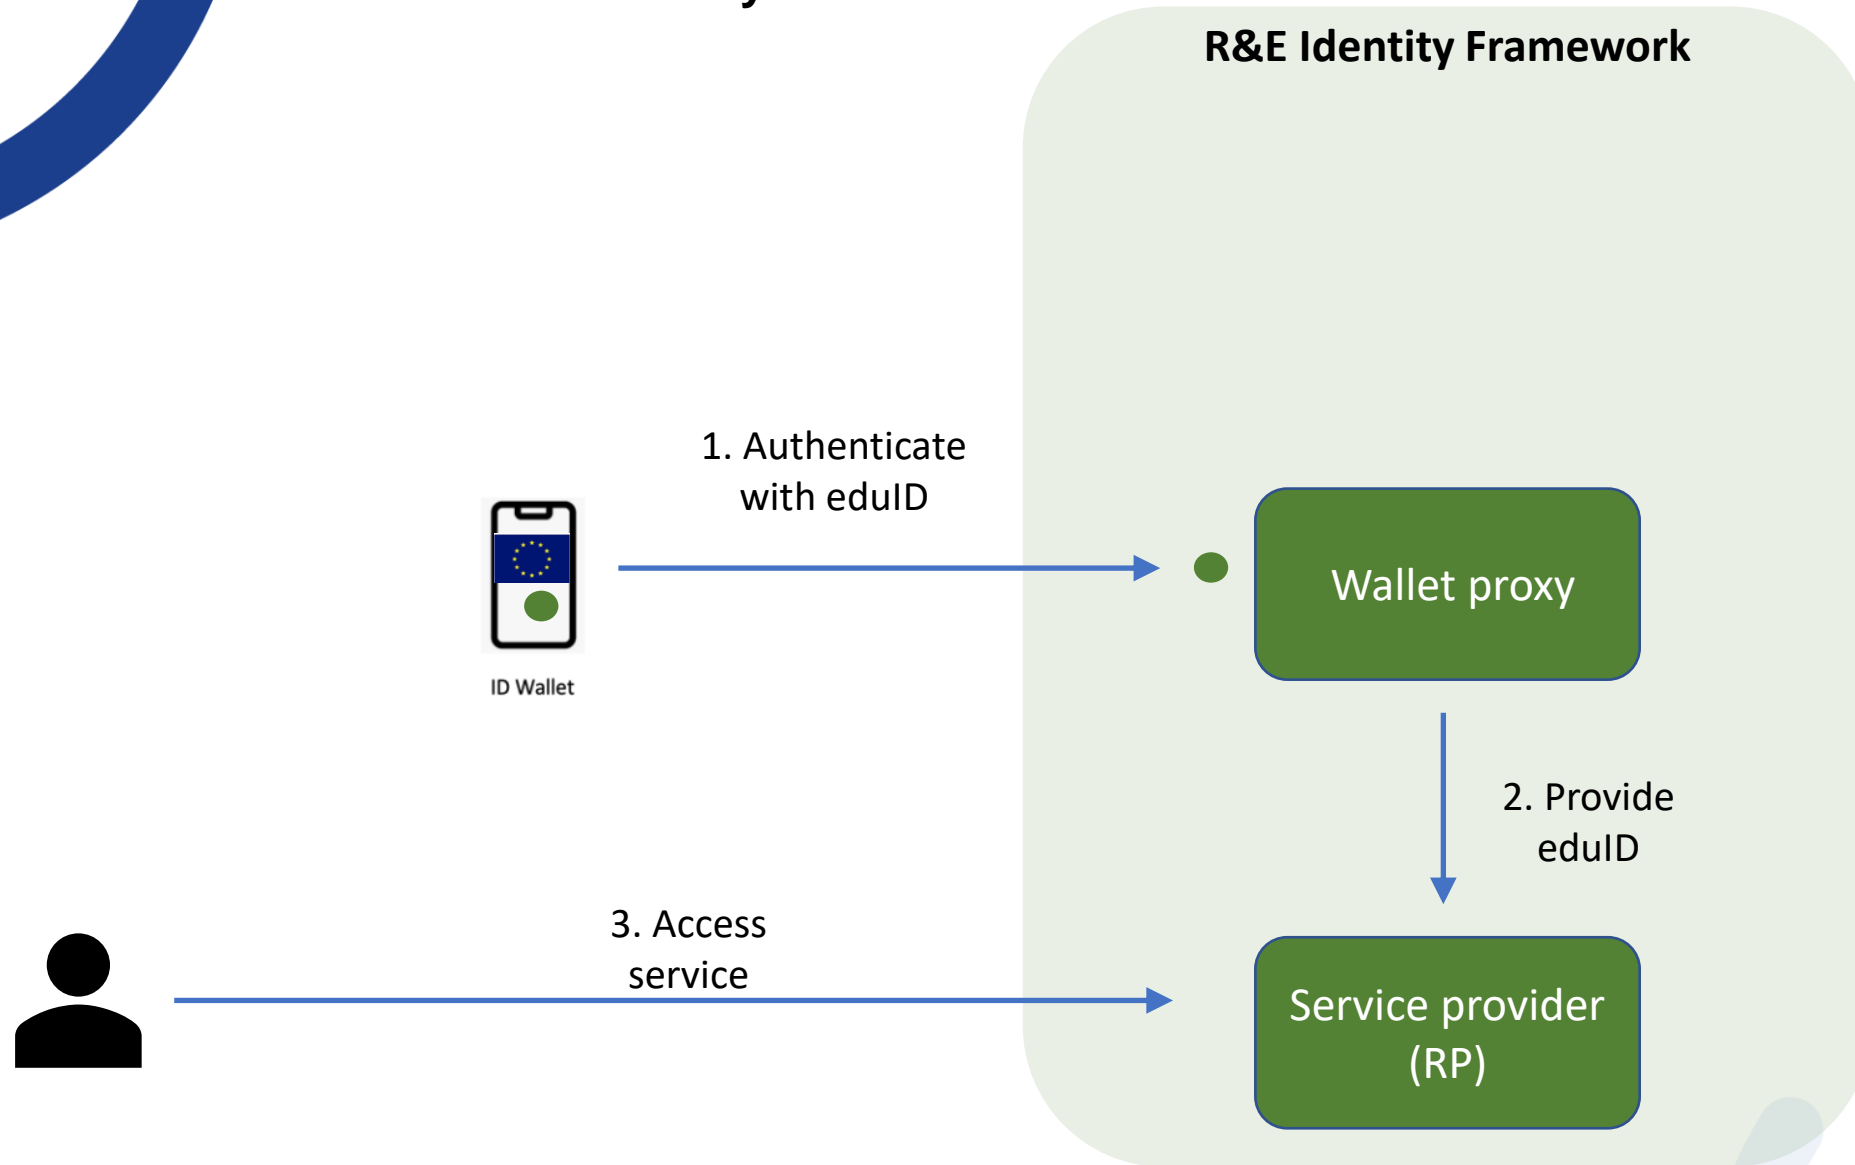 R&E Identity Framework
1. Authenticate
with eduID
Wallet proxy
ID Wallet
2. Provide
eduID
3. Access
service
Service provider
(RP)